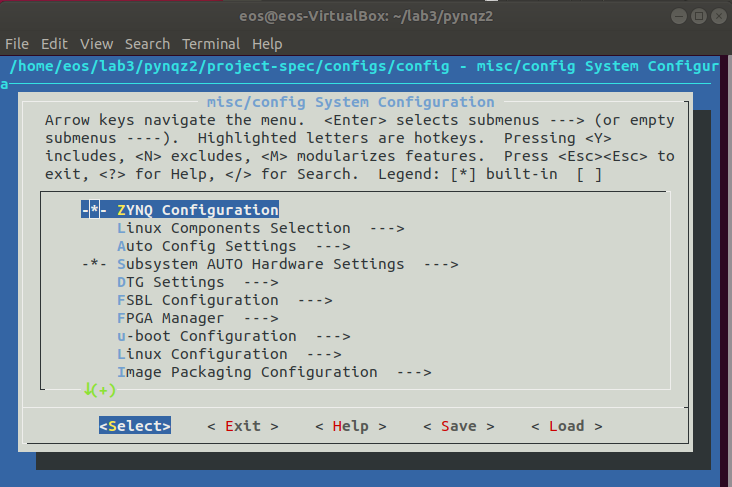 eos@eos-VirtualBox: ~/lab3/pynqz2
File Edit View Search Terminal Help
/home/eos/lab3/pynqz2/project-spec/configs/config - misc/config System Configur
a
misc/config System Configuration
Arrow keys navigate the menu. <Enter> selects submenus ---> (or empty
submenus ----). Highlighted letters are hotkeys. Pressing <Y>
includes, <N> excludes, <M> modularizes features. Press <Esc><Esc> to
exit, <?> for Help, </> for Search. Legend: [*] built-in [ ]
-*- ZYNQ Configuration
Linux Components Selection --->
Auto Config Settings --->
-*- Subsystem AUTO Hardware Settings --->
DTG Settings --->
FSBL Configuration --->
FPGA Manager --->
u-boot Configuration --->
Linux Configuration --->
Image Packaging Configuration --->
↓(+)
<Select> < Exit > < Help > < Save > < Load >